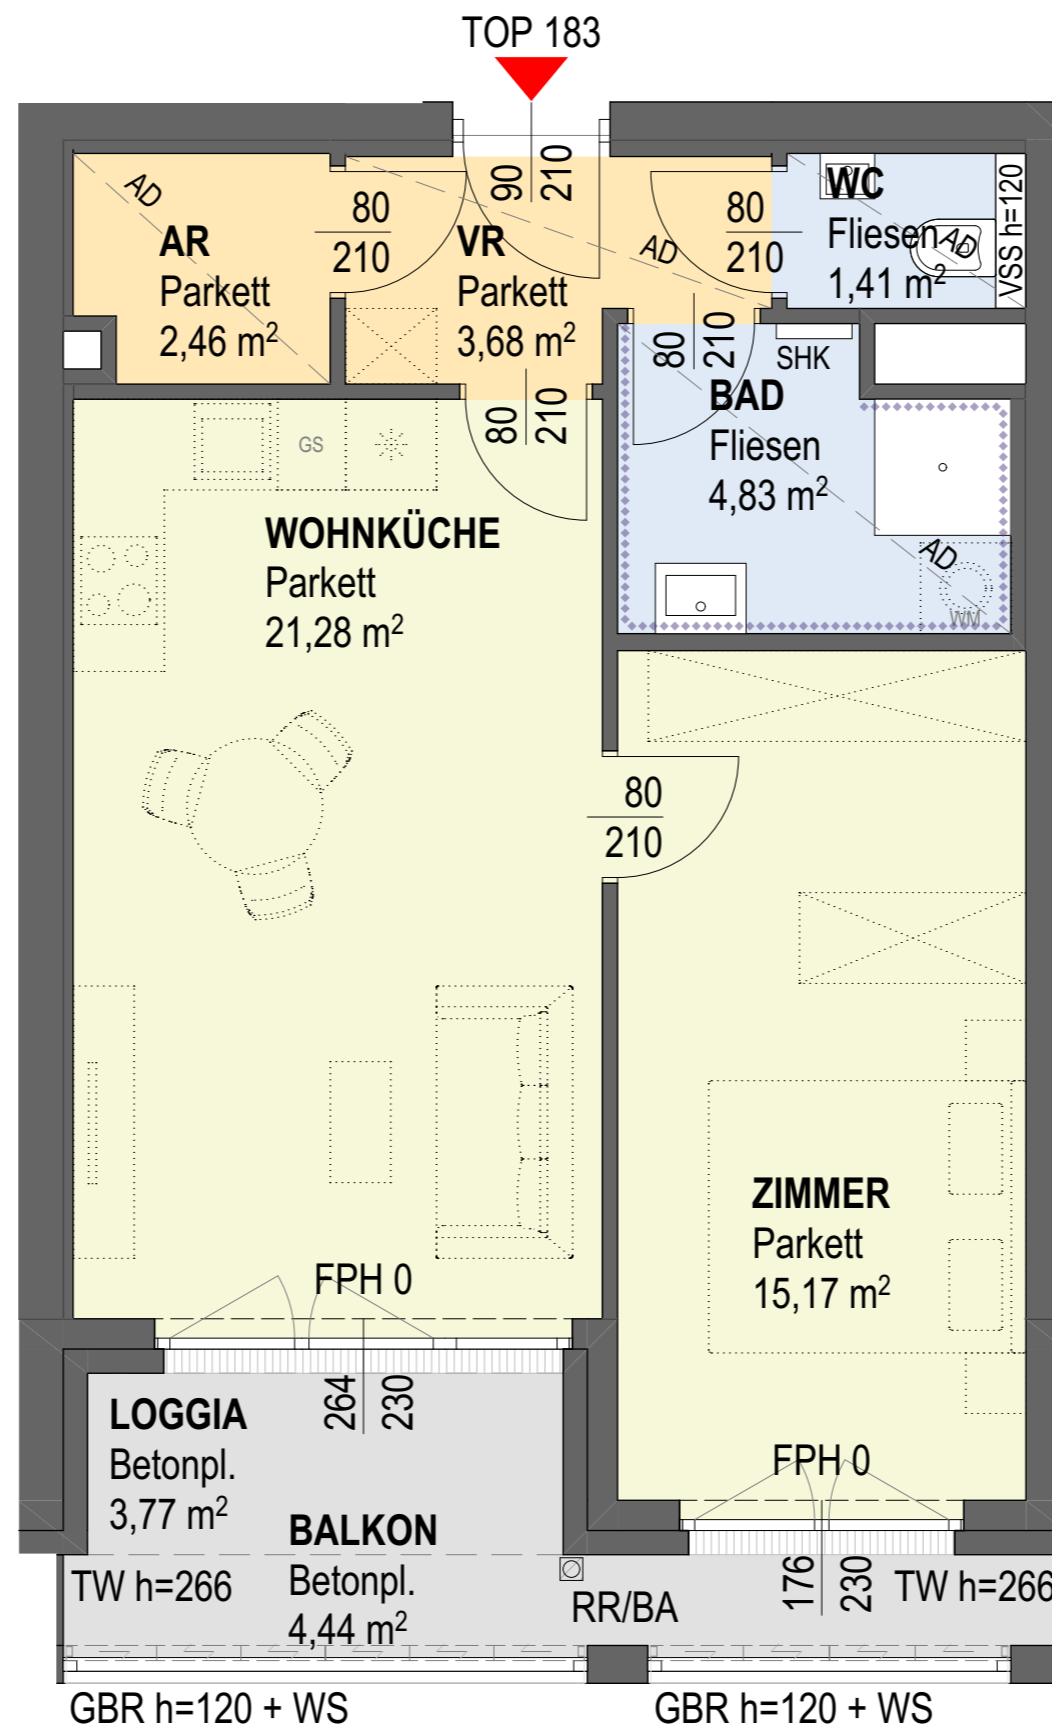 TOP 183
90
210
AD
AR
Parkett
2,46 m²
80
210
VR
Parkett
3,68 m²
AD
80
210
WC
Fliesen
1,41 m²
AD
VSS h=120
80
210
SHK
BAD
Fliesen
4,83 m²
AD
WM
80
210
GS
WOHNKÜCHE
Parkett
21,28 m²
80
210
ZIMMER
Parkett
15,17 m²
FPH 0
264
230
LOGGIA
Betonpl.
3,77 m²
FPH 0
176
230
BALKON
Betonpl.
4,44 m²
TW h=266
RR/BA
TW h=266
GBR h=120 + WS
GBR h=120 + WS